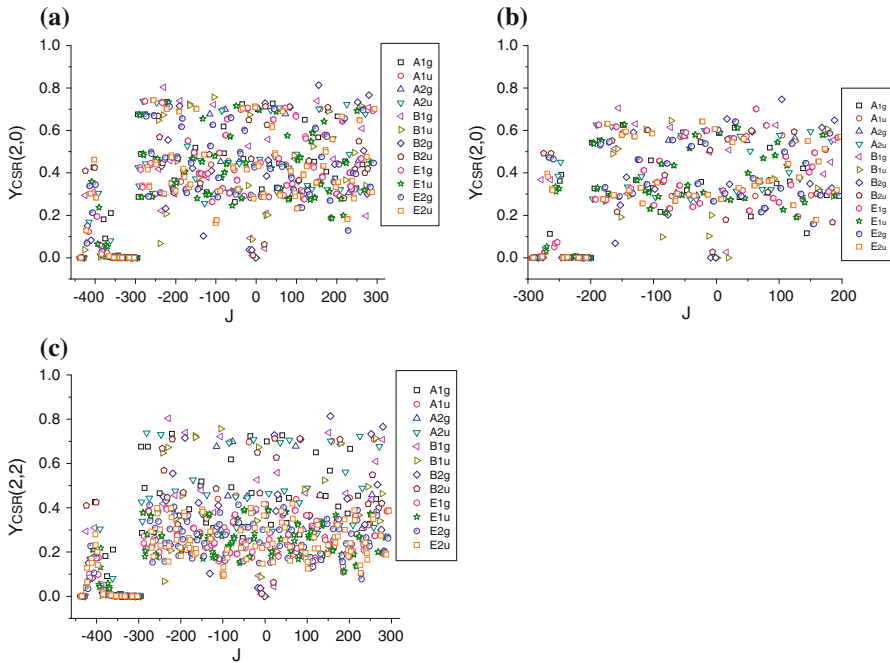 (a)
YCSR(2,0)
1.0
0.8
0.6
0.4
0.2
0.0
-400 -300 -200 -100 0 100 200 300
J
A1g
A1u
A2g
A2u
B1g
B1u
B2g
B2u
E1g
E1u
E2g
E2u
(b)
YCSR(2,0)
1.0
0.8
0.6
0.4
0.2
0.0
-300 -200 -100 0 100 200
J
A1g
A1u
A2g
A2u
B1g
B1u
B2g
B2u
E1g
E1u
E2g
E2u
(c)
YCSR(2,2)
1.0
0.8
0.6
0.4
0.2
0.0
-400 -300 -200 -100 0 100 200 300
J
A1g
A1u
A2g
A2u
B1g
B1u
B2g
B2u
E1g
E1u
E2g
E2u